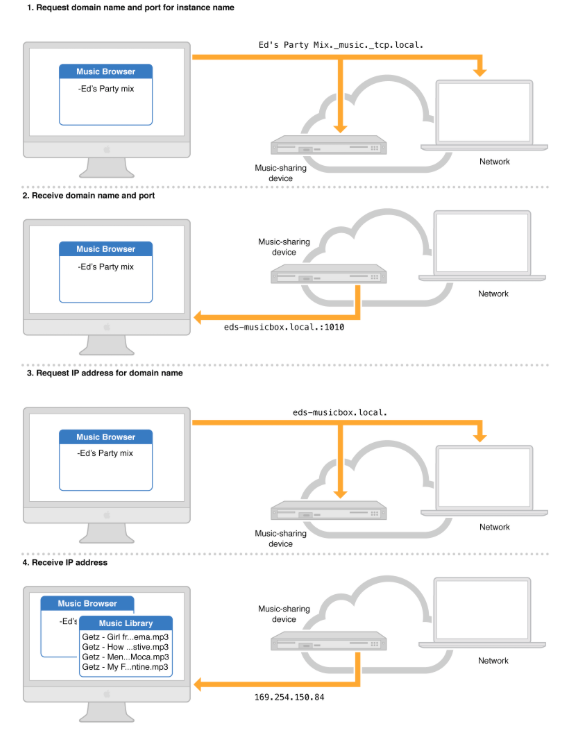 1. Request domain name and port for instance name
Ed's Party Mix._music._tcp.local.
Music Browser
-Ed's Party mix
Music-sharing
device
Network
2. Receive domain name and port
Music Browser
-Ed's Party mix
Music-sharing
device
Network
eds-musicbox.local.:1010
3. Request IP address for domain name
eds-musicbox.local.
Music Browser
-Ed's Party mix
Music-sharing
device
Network
4. Receive IP address
Music Browser
-Ed's
Music Library
Getz - Girl fr...ema.mp3
Getz - How ...stive.mp3
Getz - Men...Moca.mp3
Getz - My F...ntine.mp3
Music-sharing
device
Network
169.254.150.84